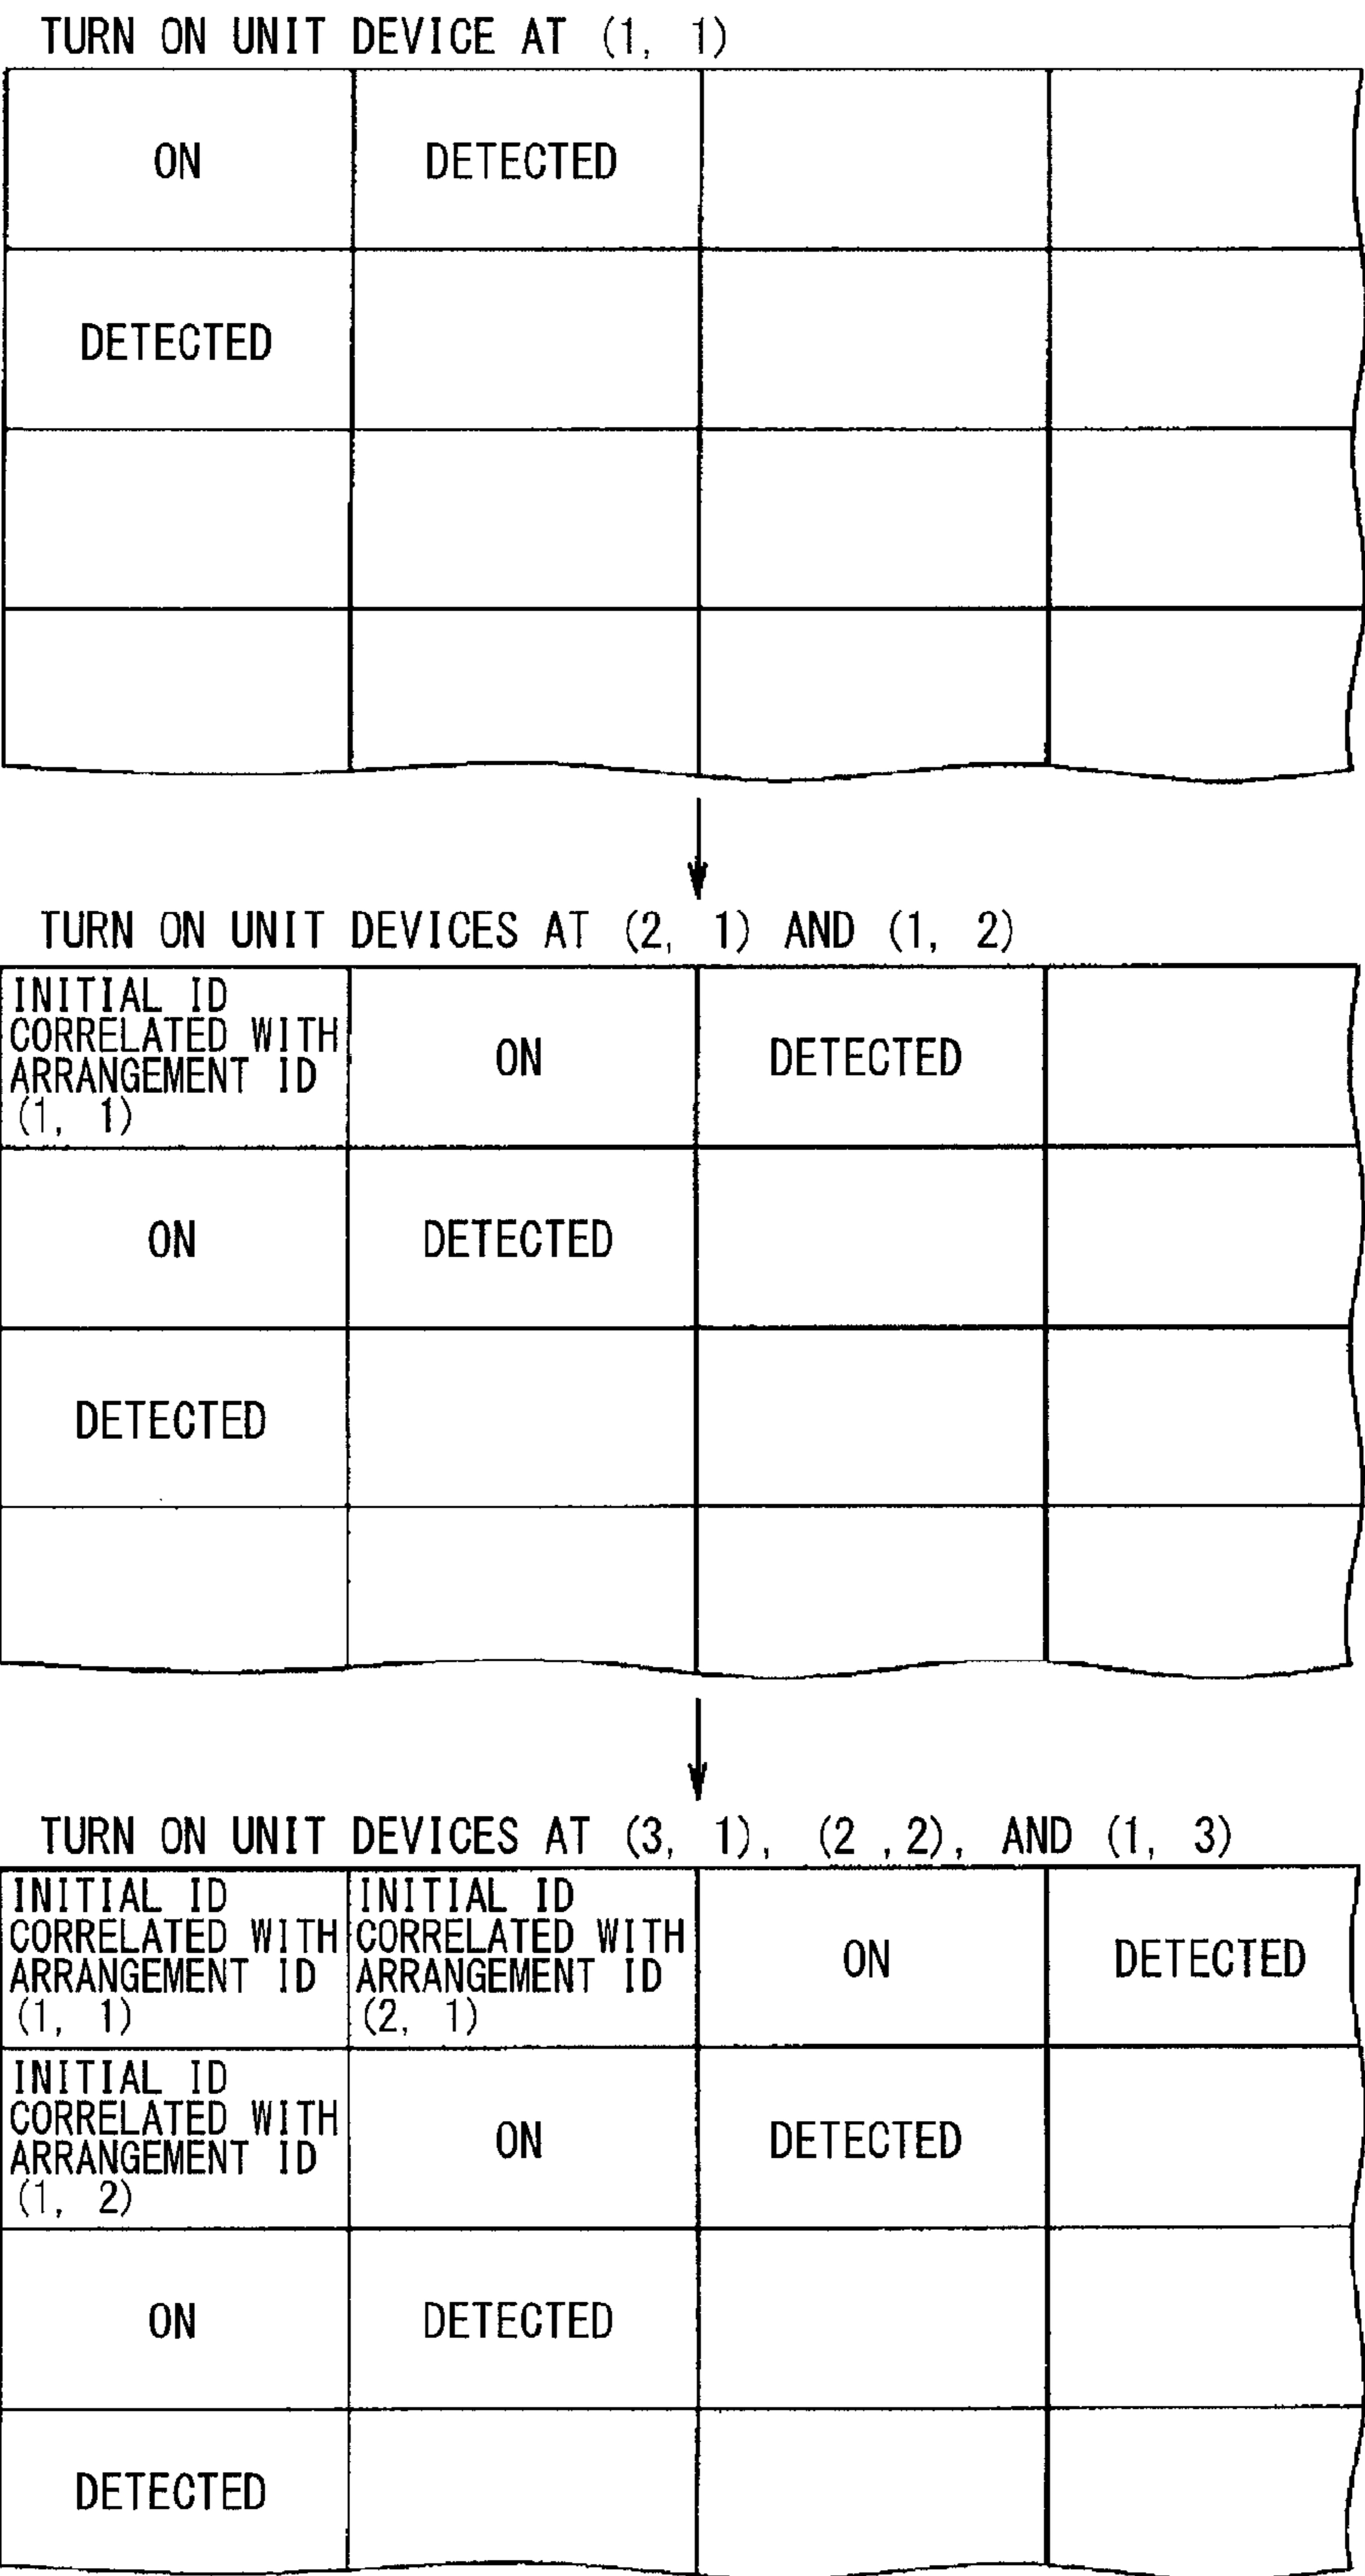 TURN ON UNIT DEVICE AT (1, 1)
ON
DETECTED
DETECTED
TURN ON UNIT DEVICES AT (2, 1) AND (1, 2)
INITIAL ID
CORRELATED WITH
ARRANGEMENT ID
(1, 1)
ON
DETECTED
ON
DETECTED
DETECTED
TURN ON UNIT DEVICES AT (3, 1), (2 ,2), AND (1, 3)
INITIAL ID
CORRELATED WITH
ARRANGEMENT ID
(1, 1)
INITIAL ID
CORRELATED WITH
ARRANGEMENT ID
(2, 1)
ON
DETECTED
INITIAL ID
CORRELATED WITH
ARRANGEMENT ID
(1, 2)
ON
DETECTED
ON
DETECTED
DETECTED